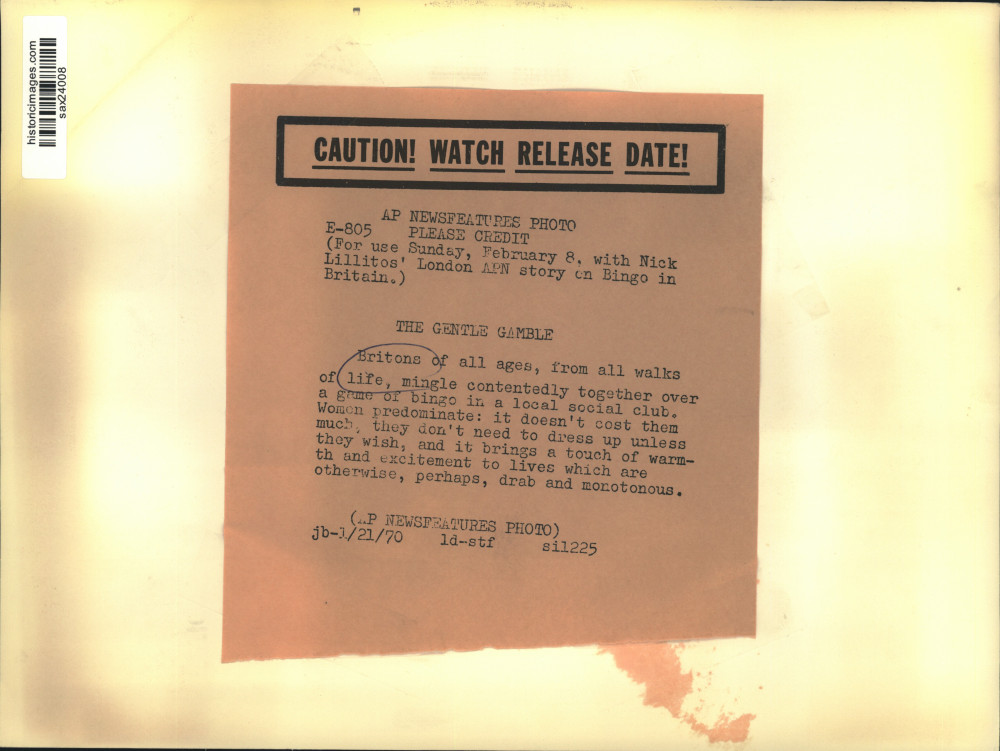 historicimages.com
sax24008
CAUTION! WATCH RELEASE DATE!
AP NEWSFEATURES PHOTO
E-805 PLEASE CREDIT
(For use Sunday, February 8, with Nick
Lillitos' London APN story on Bingo in
Britain.)
THE GENTLE GAMBLE
Britons of all ages, from all walks
of life, mingle contentedly together over
a game of bingo in a local social club.
Women predominate: it doesn't cost them
much, they don't need to dress up unless
they wish, and it brings a touch of warm-
th and excitement to lives which are
otherwise, perhaps, drab and monotonous.
(AP NEWSFEATURES PHOTO)
jb-1/21/70 ld-stf sil225